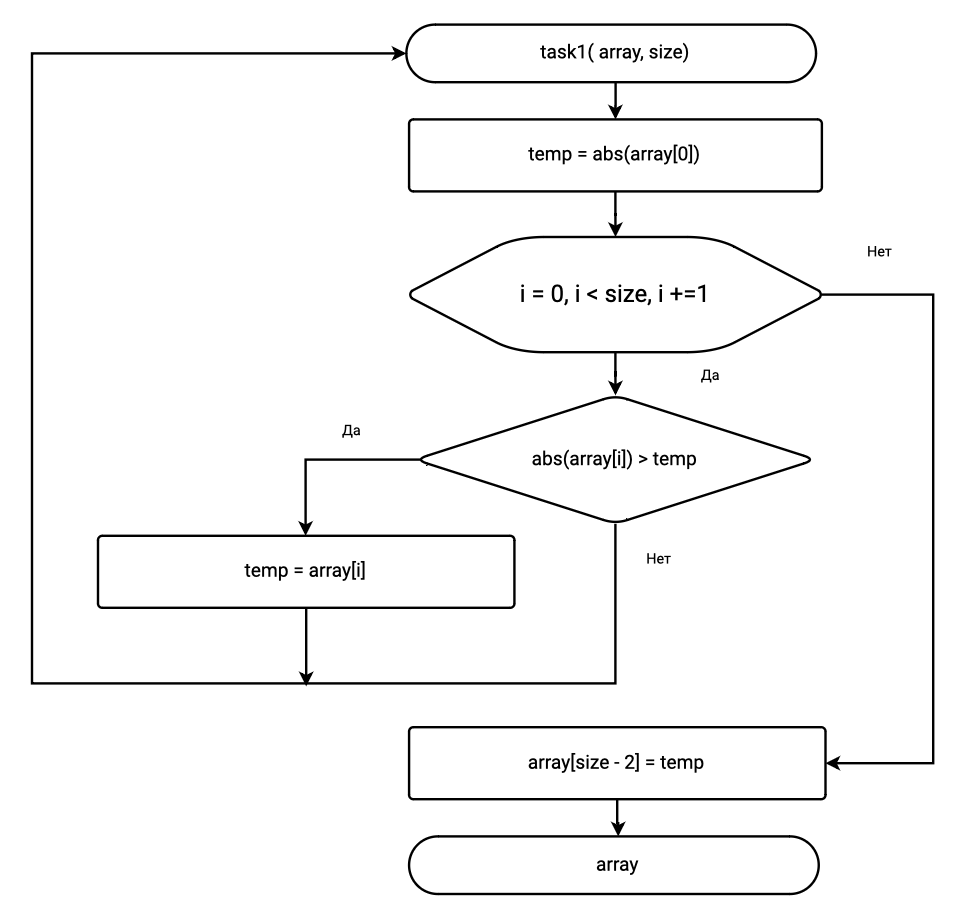 task1( array, size)
temp = abs(array[0])
Нет
i = 0, i < size, i +=1
Да
Да
abs(array[i]) > temp
Нет
temp = array[i]
array[size - 2] = temp
array